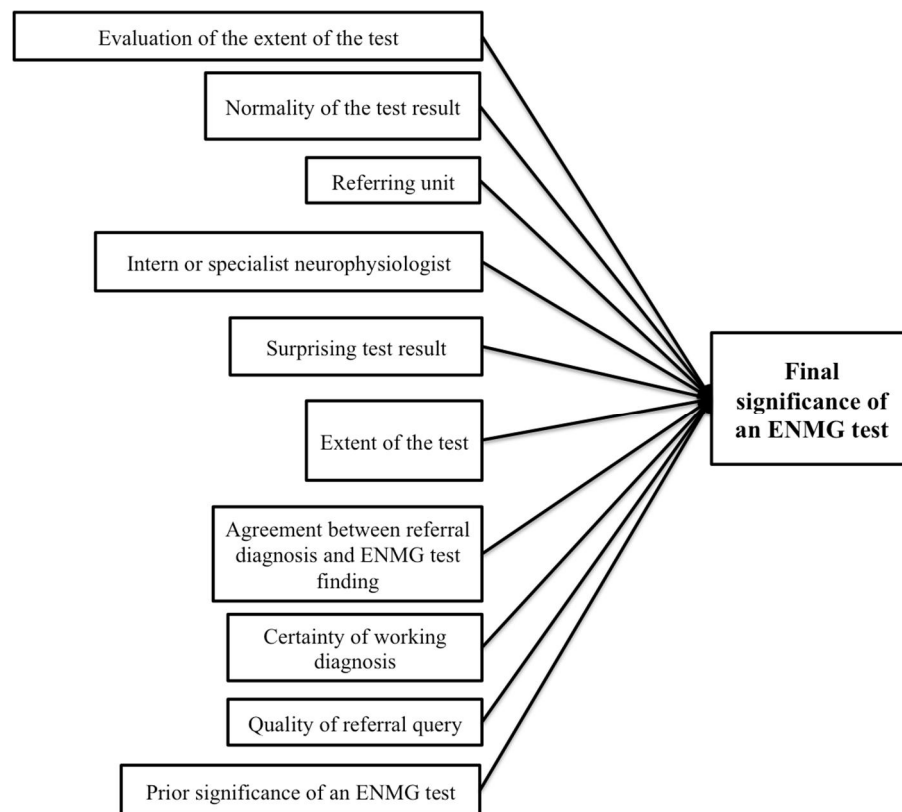 Evaluation of the extent of the test
Normality of the test result
Referring unit
Intern or specialist neurophysiologist
Surprising test result
Extent of the test
Agreement between referral
diagnosis and ENMG test
finding
Certainty of working
diagnosis
Quality of referral query
Prior significance of an ENMG test
Final
significance of
an ENMG test